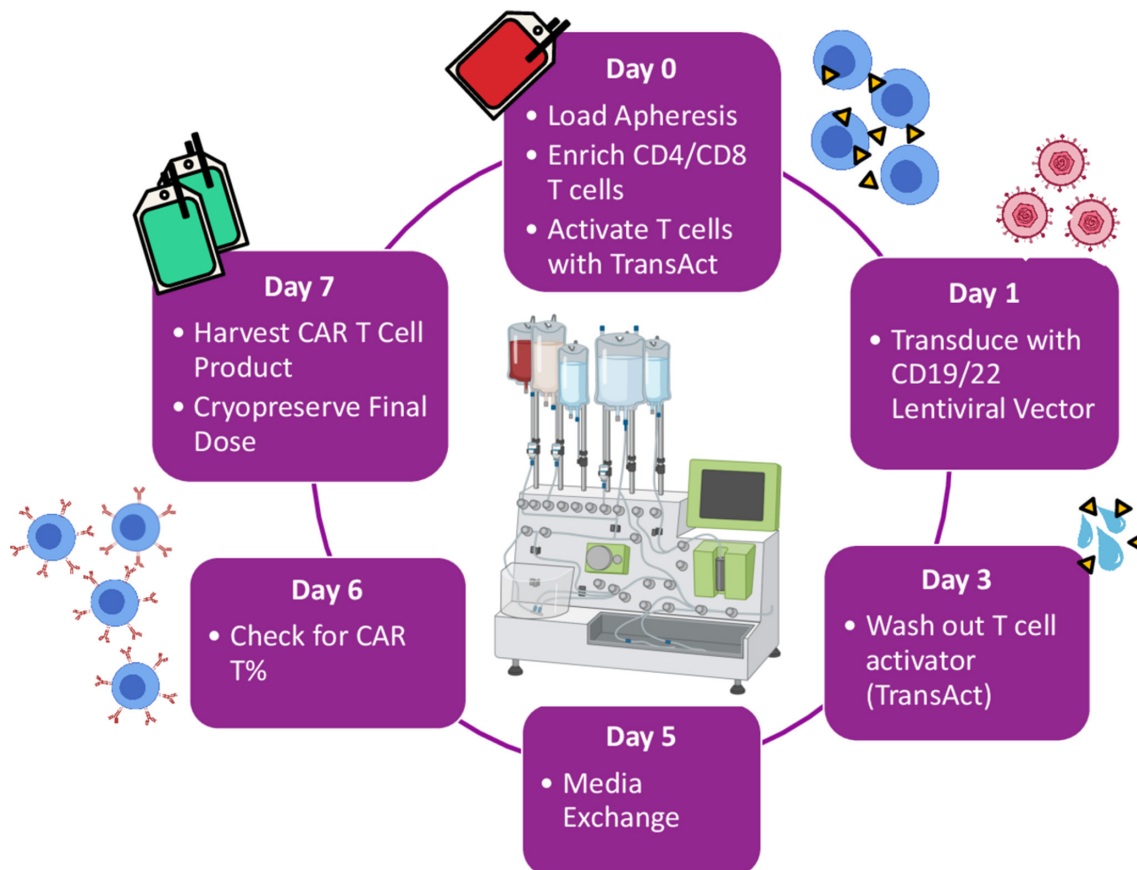 Day 0
• Load Apheresis
• Enrich CD4/CD8
T cells
• Activate T cells
with TransAct
Day 1
• Transduce with
CD19/22
Lentiviral Vector
Day 3
• Wash out T cell
activator
(TransAct)
Day 5
• Media
Exchange
Day 6
• Check for CAR
T%
Day 7
• Harvest CAR T Cell
Product
• Cryopreserve Final
Dose